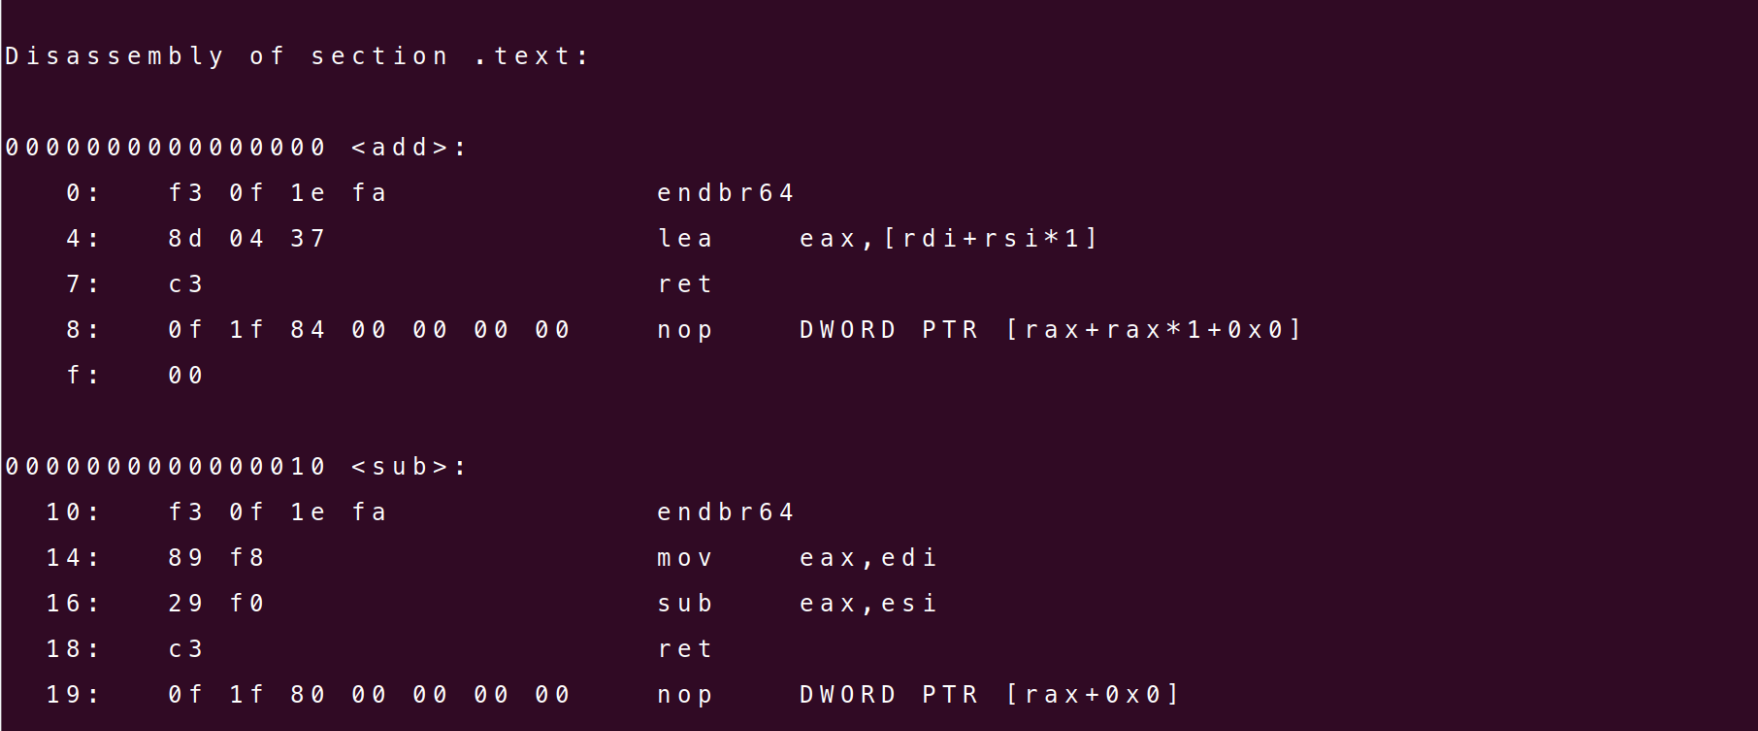 Disassembly of section .text:
0000000000000000 <add>:
   0:	f3 0f 1e fa          	endbr64
   4:	8d 04 37             	lea    eax,[rdi+rsi*1]
   7:	c3                   	ret
   8:	0f 1f 84 00 00 00 00 	nop    DWORD PTR [rax+rax*1+0x0]
   f:	00
0000000000000010 <sub>:
  10:	f3 0f 1e fa          	endbr64
  14:	89 f8                	mov    eax,edi
  16:	29 f0                	sub    eax,esi
  18:	c3                   	ret
  19:	0f 1f 80 00 00 00 00 	nop    DWORD PTR [rax+0x0]